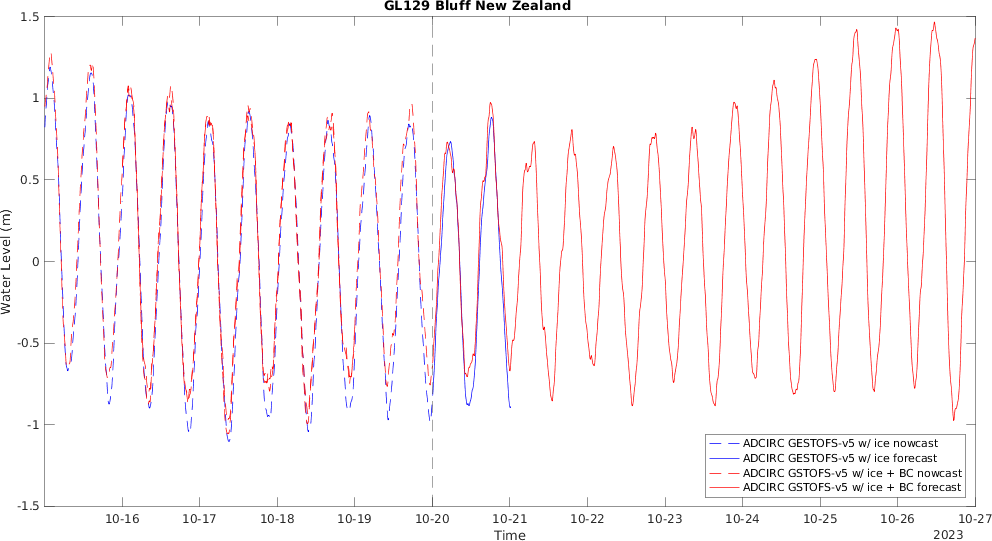 GL129 Bluff New Zealand
1.5
1
0.5
0
-0.5
-1
-1.5
Water Level (m)
ADCIRC GESTOFS-v5 w/ ice nowcast
ADCIRC GESTOFS-v5 w/ ice forecast
ADCIRC GSTOFS-v5 w/ ice + BC nowcast
ADCIRC GSTOFS-v5 w/ ice + BC forecast
10-16 10-17 10-18 10-19 10-20 10-21 10-22 10-23 10-24 10-25 10-26 10-27
Time
2023